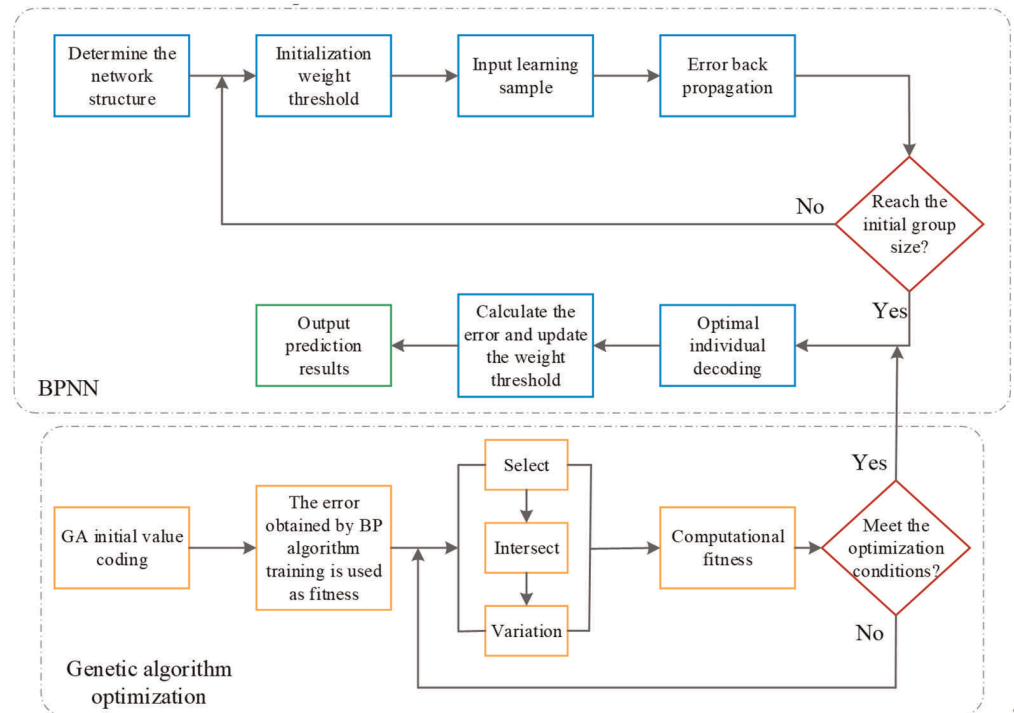 Determine the
network
structure
Initialization
weight
threshold
Input learning
sample
Error back
propagation
No
Reach the
initial group
size?
Yes
Output
prediction
results
Calculate the
error and update
the weight
threshold
Optimal
individual
decoding
BPNN
Yes
GA initial value
coding
The error
obtained by BP
algorithm
training is used
as fitness
Select
Intersect
Variation
Computational
fitness
Meet the
optimization
conditions?
No
Genetic algorithm
optimization